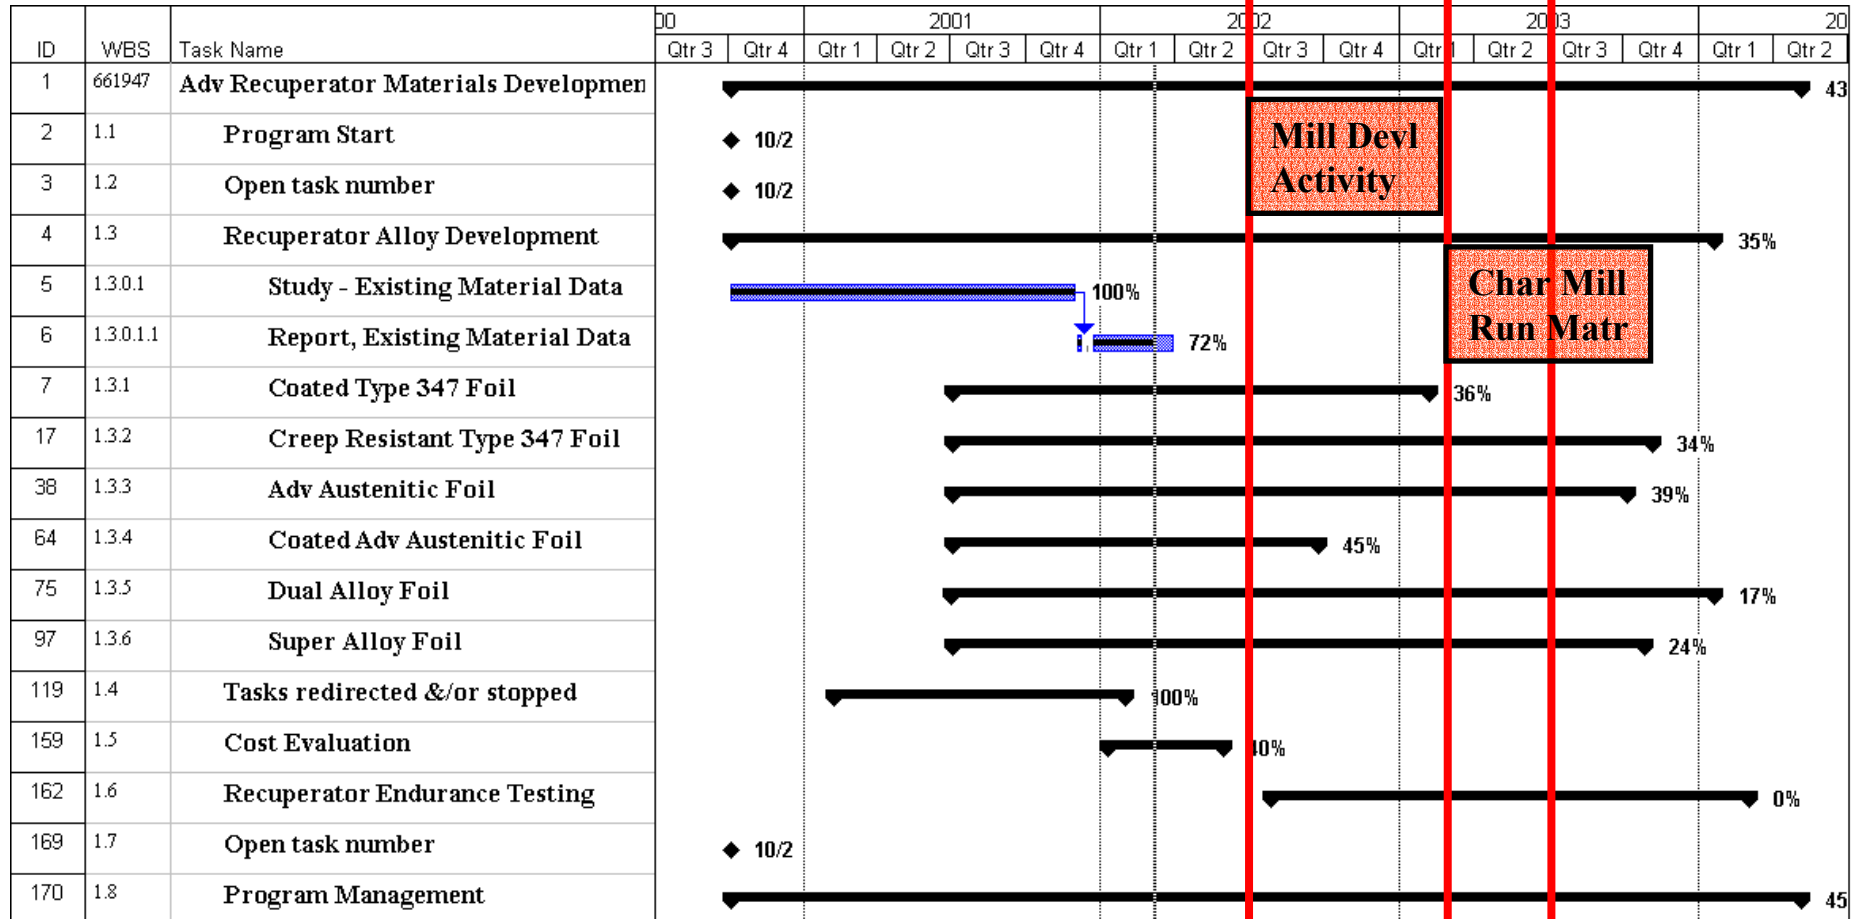 00 2001 2002 2003 20
ID WBS Task Name Qtr 3 Qtr 4 Qtr 1 Qtr 2 Qtr 3 Qtr 4 Qtr 1 Qtr 2 Qtr 3 Qtr 4 Qtr 1 Qtr 2 Qtr 3 Qtr 4 Qtr 1 Qtr 2
1 661947 Adv Recuperator Materials Developmen 43
2 1.1 Program Start 10/2
Mill Devl
Activity
3 1.2 Open task number 10/2
4 1.3 Recuperator Alloy Development 35%
5 1.3.0.1 Study - Existing Material Data 100%
Char Mill
Run Matr
6 1.3.0.1.1 Report, Existing Material Data 72%
7 1.3.1 Coated Type 347 Foil 36%
17 1.3.2 Creep Resistant Type 347 Foil 34%
38 1.3.3 Adv Austenitic Foil 39%
64 1.3.4 Coated Adv Austenitic Foil 45%
75 1.3.5 Dual Alloy Foil 17%
97 1.3.6 Super Alloy Foil 24%
119 1.4 Tasks redirected &/or stopped 100%
159 1.5 Cost Evaluation 40%
162 1.6 Recuperator Endurance Testing 0%
169 1.7 Open task number 10/2
170 1.8 Program Management 45